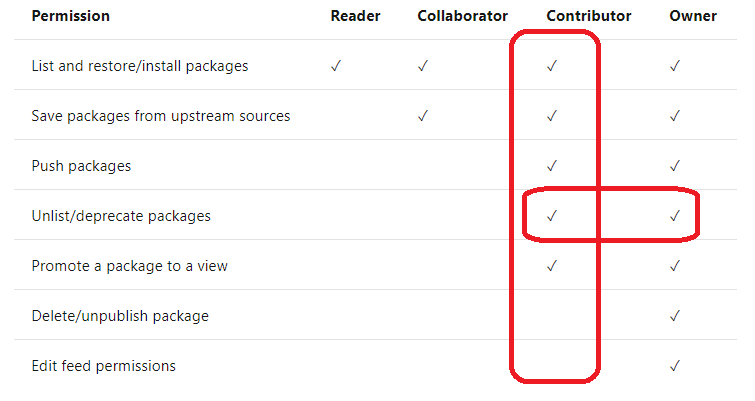 Permission Reader Collaborator Contributor Owner
List and restore/install packages ✓ ✓ ✓ ✓
Save packages from upstream sources ✓ ✓ ✓
Push packages ✓ ✓
Unlist/deprecate packages ✓ ✓
Promote a package to a view ✓ ✓
Delete/unpublish package ✓
Edit feed permissions ✓